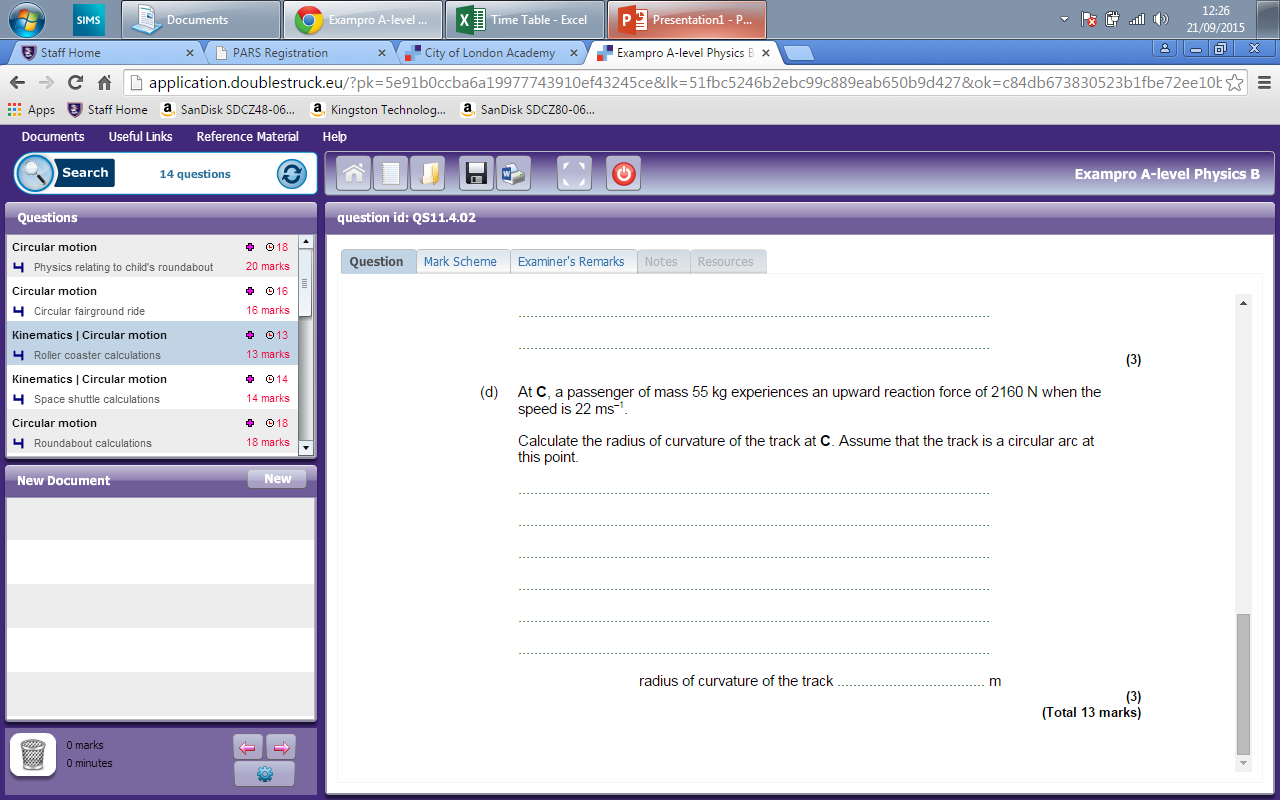 SIMS
Documents
Exampro A-level ...
Time Table - Excel
Presentation1 - P...
12:26
21/09/2015
Staff Home
PARS Registration
City of London Academy
Exampro A-level Physics B
application.doublestruck.eu/?pk=5e91b0ccba6a19977743910ef43245ce&lk=51fbc5246b2ebc99c889eab650b9d427&ok=c84db673830523b1fbe72ee10b
Apps
Staff Home
SanDisk SDCZ48-06...
Kingston Technolog...
SanDisk SDCZ80-06...
Documents Useful Links Reference Material Help
Search
14 questions
Exampro A-level Physics B
Questions
Circular motion 18
4 Physics relating to child's roundabout 20 marks
Circular motion 16
4 Circular fairground ride 16 marks
Kinematics | Circular motion 13
4 Roller coaster calculations 13 marks
Kinematics | Circular motion 14
4 Space shuttle calculations 14 marks
Circular motion 18
4 Roundabout calculations 18 marks
New Document New
0 marks
0 minutes
question id: QS11.4.02
Question Mark Scheme Examiner's Remarks Notes Resources
(3)
(d) At C, a passenger of mass 55 kg experiences an upward reaction force of 2160 N when the
speed is 22 ms⁻¹.
Calculate the radius of curvature of the track at C. Assume that the track is a circular arc at
this point.
radius of curvature of the track ..................................... m
(3)
(Total 13 marks)